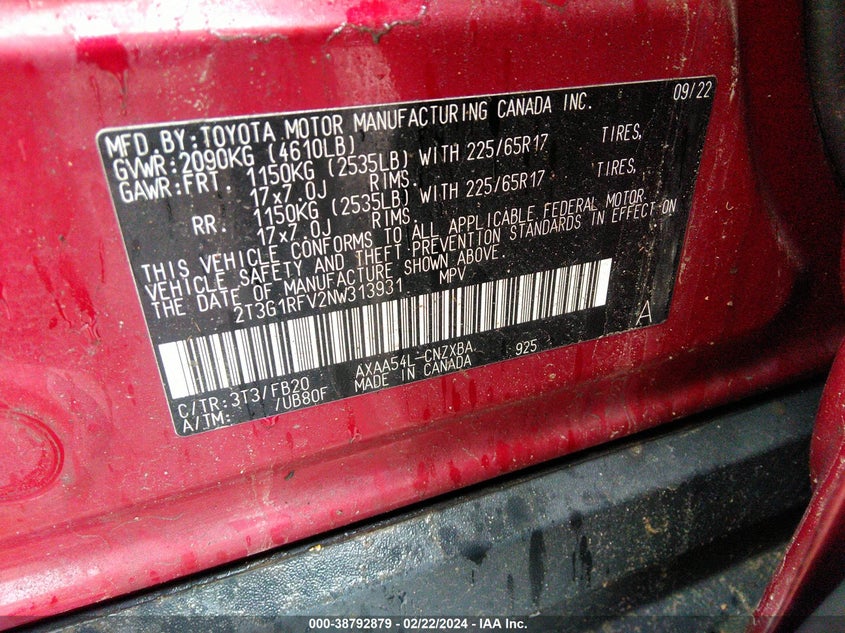 09/22
MFD.BY:TOYOTA MOTOR MANUFACTURING CANADA INC.
GVWR:2090KG (4610LB)
GAWR:FRT. 1150KG (2535LB) WITH 225/65R17 TIRES,
17x7.0J RIMS.
RR. 1150KG (2535LB) WITH 225/65R17 TIRES,
17x7.0J RIMS.
THIS VEHICLE CONFORMS TO ALL APPLICABLE FEDERAL MOTOR
VEHICLE SAFETY AND THEFT PREVENTION STANDARDS IN EFFECT ON
THE DATE OF MANUFACTURE SHOWN ABOVE.
2T3G1RFV2NW313931 MPV
A
AXAA54L-CNZXBA 925
C/TR:3T3/FB20 MADE IN CANADA
A/TM: /UB80F
000-38792879 - 02/22/2024 - IAA Inc.